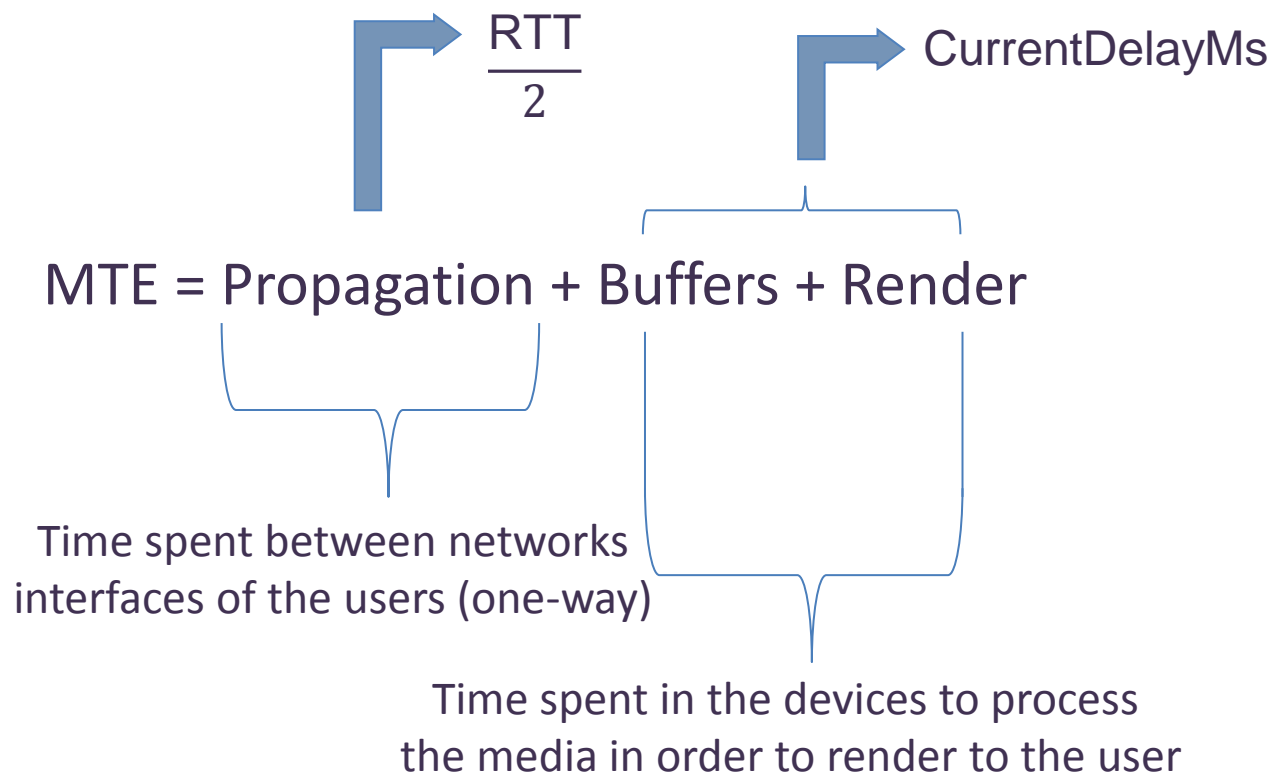 RTT
2
CurrentDelayMs
MTE = Propagation + Buffers + Render
Time spent between networks
interfaces of the users (one-way)
Time spent in the devices to process
the media in order to render to the user